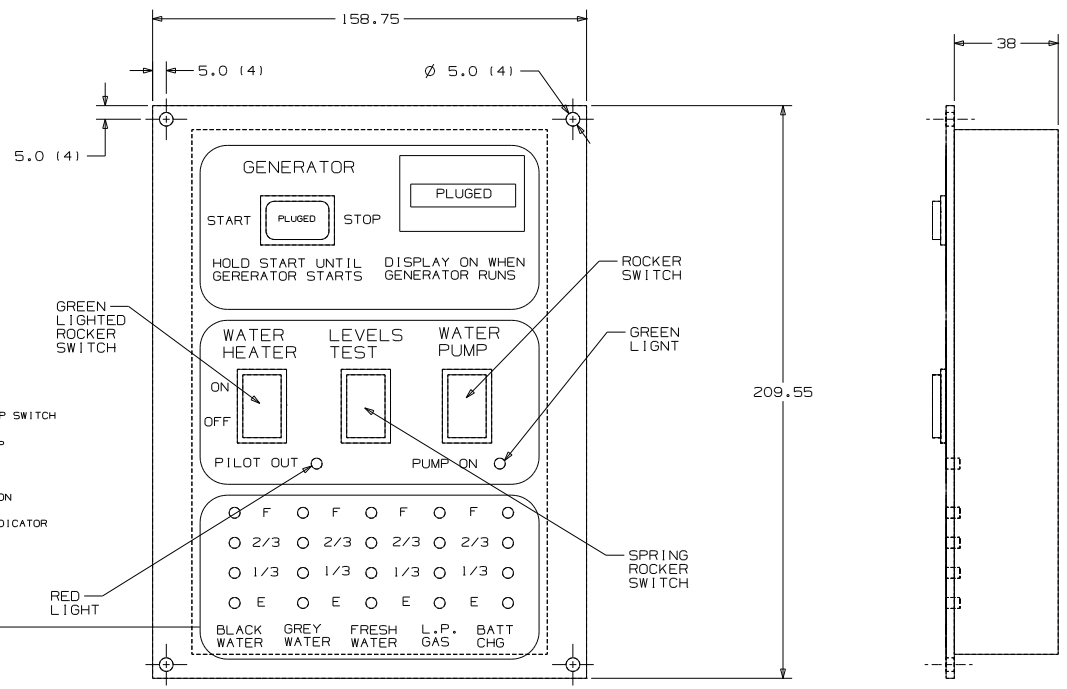 158.75
38
5.0 (4)
Ø 5.0 (4)
5.0 (4)
GENERATOR
PLUGED
START
PLUGED
STOP
HOLD START UNTIL
GERERATOR STARTS
DISPLAY ON WHEN
GENERATOR RUNS
ROCKER
SWITCH
GREEN
LIGHTED
ROCKER
SWITCH
WATER
HEATER
LEVELS
TEST
WATER
PUMP
GREEN
LIGNT
209.55
ON
OFF
P SWITCH
P
PILOT OUT
PUMP ON
ON
DICATOR
F F F F
2/3 2/3 2/3 2/3
1/3 1/3 1/3 1/3
E E E E
SPRING
ROCKER
SWITCH
RED
LIGHT
BLACK
WATER
GREY
WATER
FRESH
WATER
L.P.
GAS
BATT
CHG